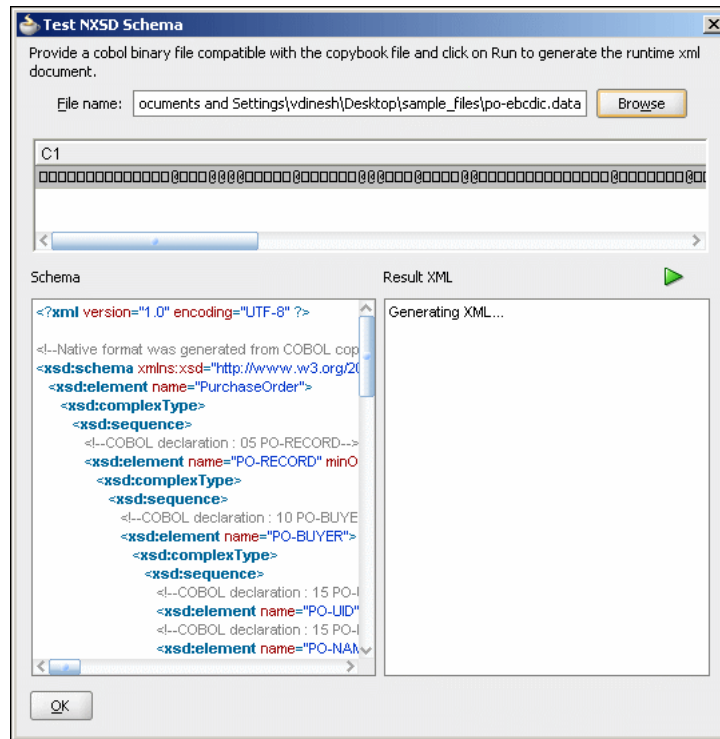 Test NXSD Schema
Provide a cobol binary file compatible with the copybook file and click on Run to generate the runtime xml
document.
File name: ocuments and Settings\vdinesh\Desktop\sample_files\po-ebcdic.data Browse
C1
Schema Result XML
<?xml version="1.0" encoding="UTF-8" ?> Generating XML...
<!--Native format was generated from COBOL cop
<xsd:schema xmlns:xsd="http://www.w3.org/20
<xsd:element name="PurchaseOrder">
<xsd:complexType>
<xsd:sequence>
<!--COBOL declaration : 05 PO-RECORD-->
<xsd:element name="PO-RECORD" minO
<xsd:complexType>
<xsd:sequence>
<!--COBOL declaration : 10 PO-BUYE
<xsd:element name="PO-BUYER">
<xsd:complexType>
<xsd:sequence>
<!--COBOL declaration : 15 PO-
<xsd:element name="PO-UID"
<!--COBOL declaration : 15 PO-
<xsd:element name="PO-NAM
OK